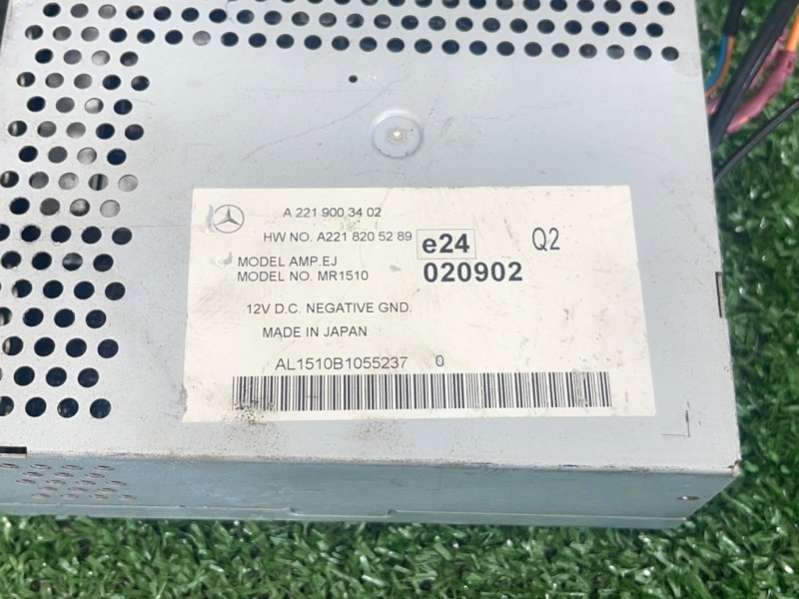 A 221 900 34 02
HW NO. A221 820 52 89
e24
Q2
MODEL AMP.EJ
MODEL NO. MR1510
020902
12V D.C. NEGATIVE GND.
MADE IN JAPAN
AL1510B1055237 0